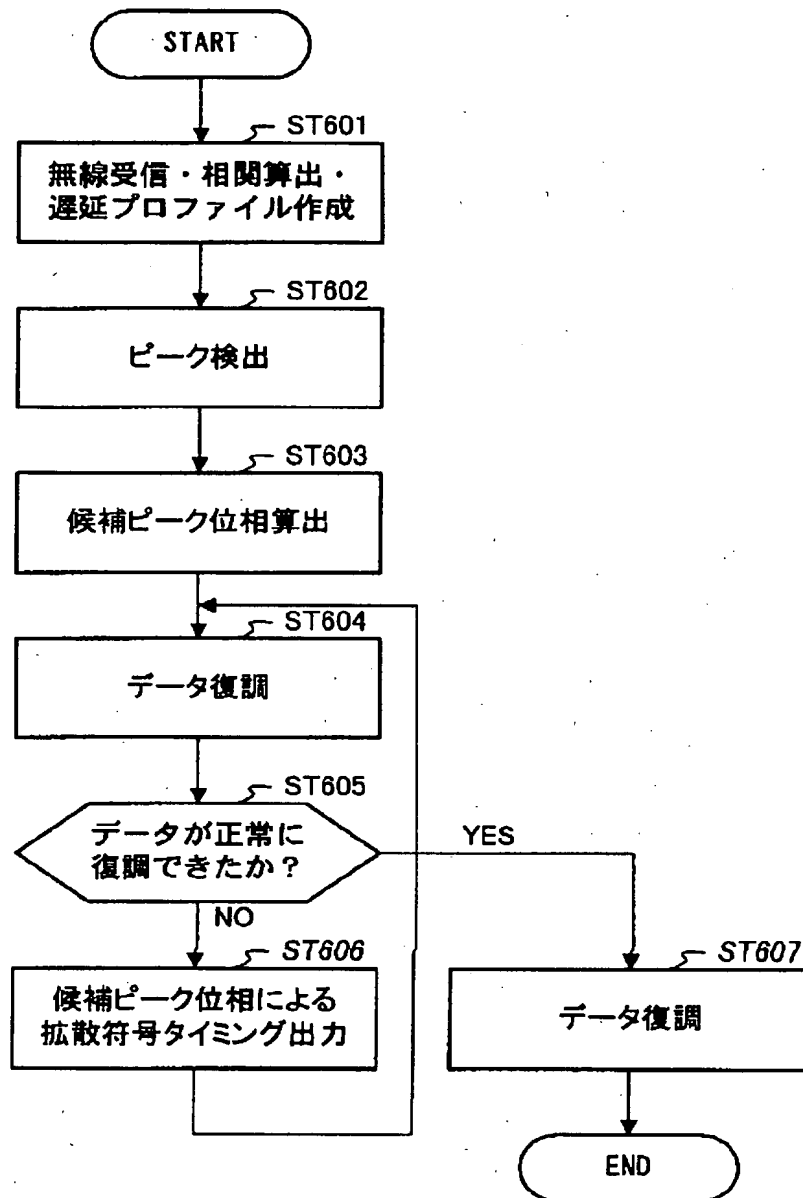 START
ST601
無線受信・相関算出・
遅延プロファイル作成
ST602
ピーク検出
ST603
候補ピーク位相算出
ST604
データ復調
ST605
データが正常に
復調できたか？
YES
NO
ST606
候補ピーク位相による
拡散符号タイミング出力
ST607
データ復調
END